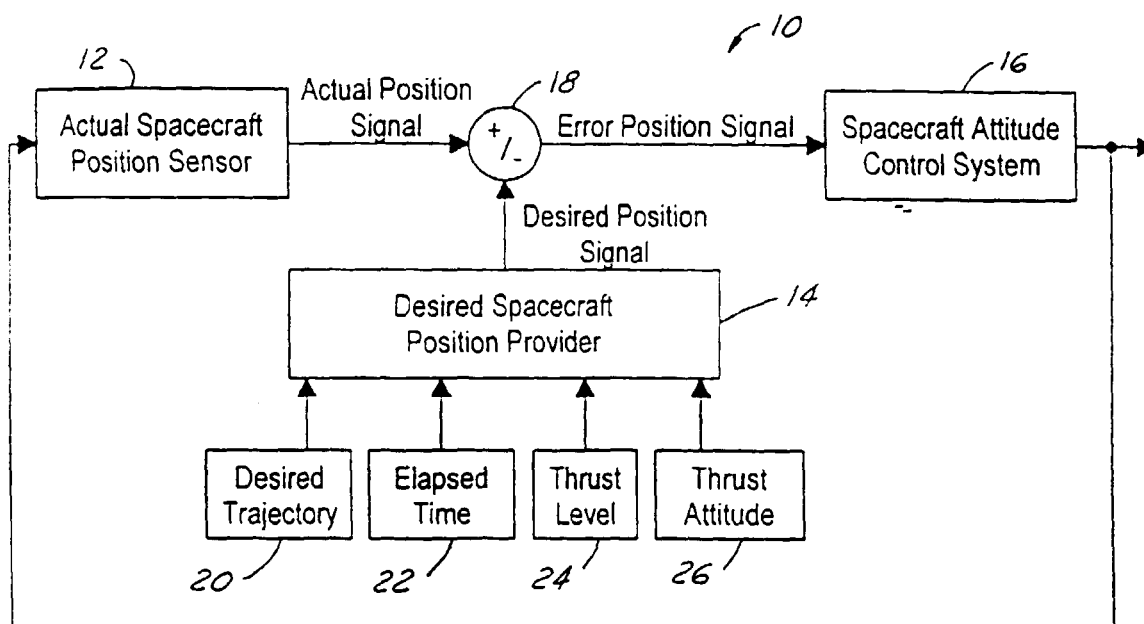 10
12
Actual Spacecraft
Position Sensor
Actual Position
Signal
18
+
/
-
Error Position Signal
16
Spacecraft Attitude
Control System
Desired Position
Signal
Desired Spacecraft
Position Provider
14
Desired
Trajectory
20
Elapsed
Time
22
Thrust
Level
24
Thrust
Attitude
26